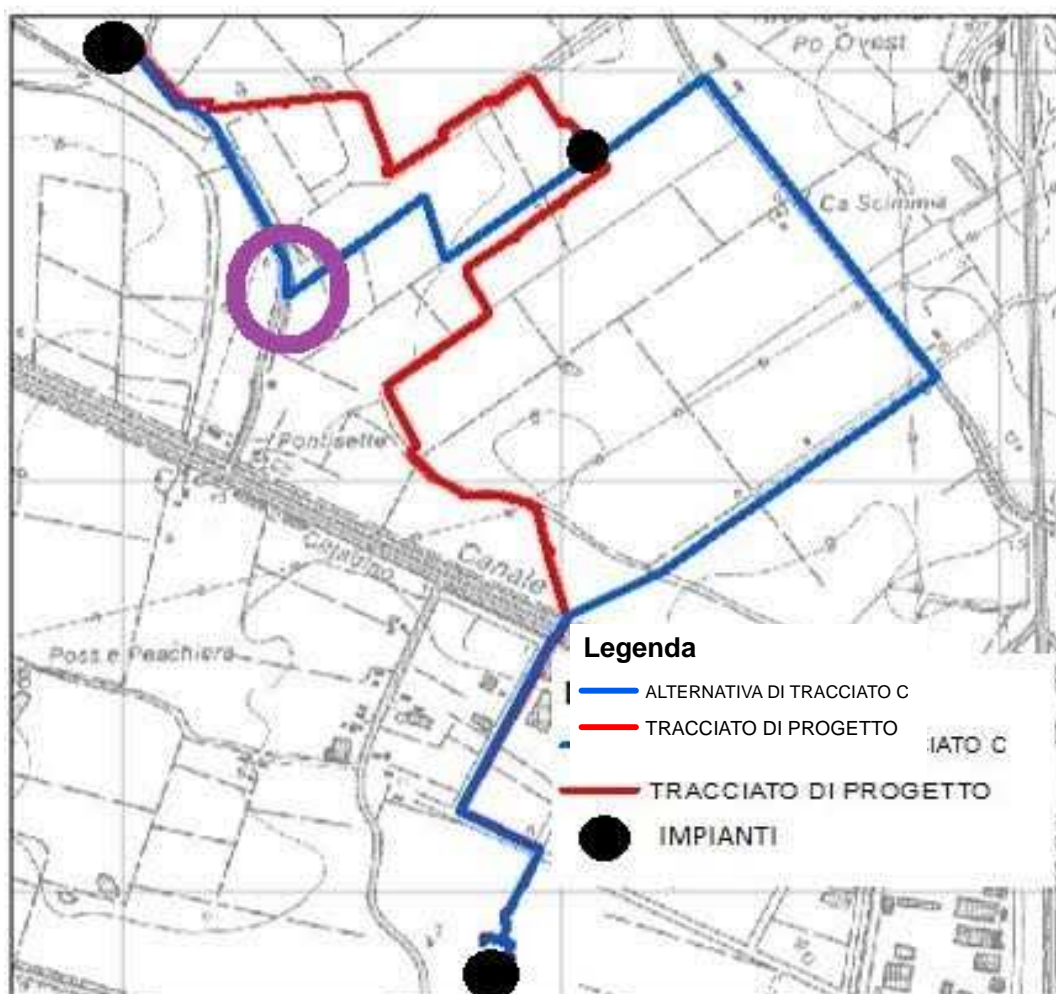 Po Ovest
Ca Scimmia
Pontisette
Canale
Poss e Peschiera
Legenda
ALTERNATIVA DI TRACCIATO C
TRACCIATO DI PROGETTO
IATO C
TRACCIATO DI PROGETTO
IMPIANTI